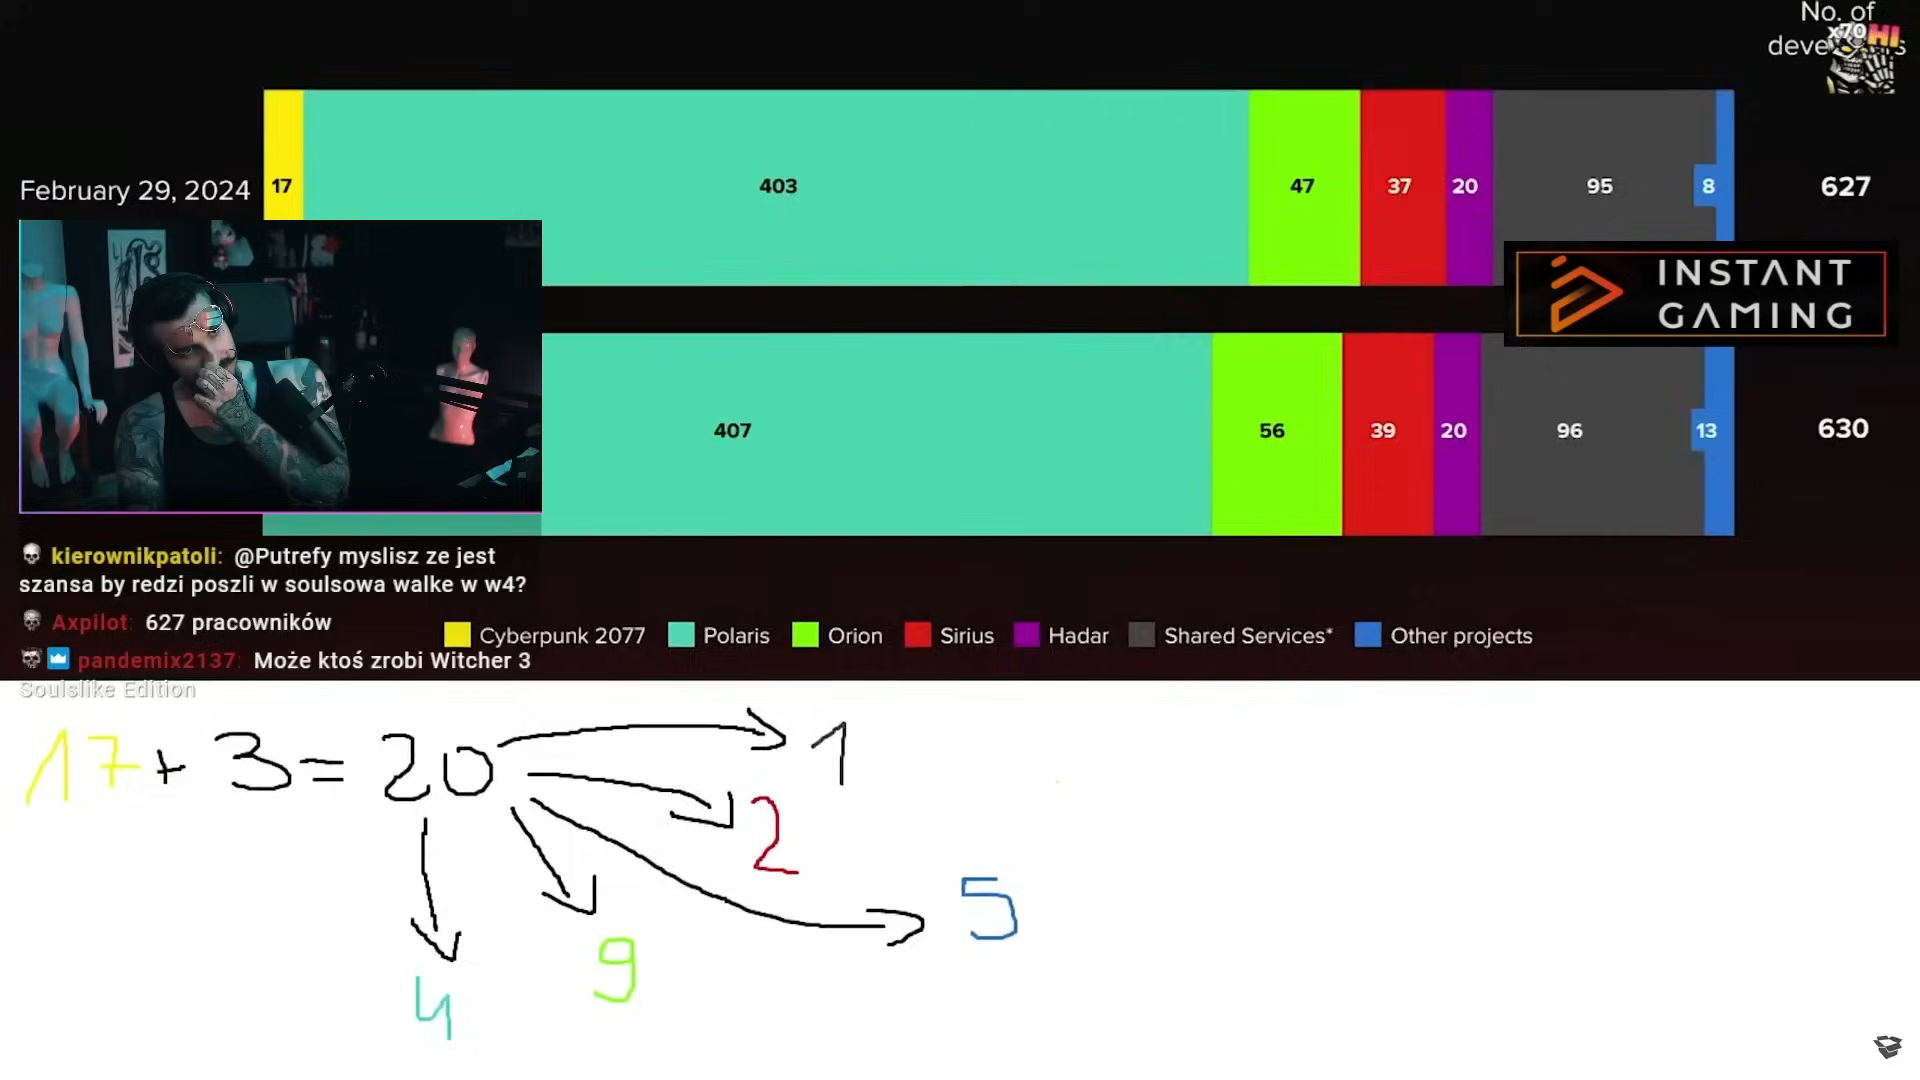 No. of
x70 HI
deve s
February 29, 2024 17 403 47 37 20 95 8 627
INSTANT
GAMING
407 56 39 20 96 13 630
kierownikpatoli: @Putrefy myslisz ze jest
szansa by redzi poszli w soulsowa walke w w4?
Axpilot: 627 pracowników
Cyberpunk 2077 Polaris Orion Sirius Hadar Shared Services* Other projects
pandemix2137: Może ktoś zrobi Witcher 3
Soulslike Edition
17 + 3 = 20 1
2
5
9
4